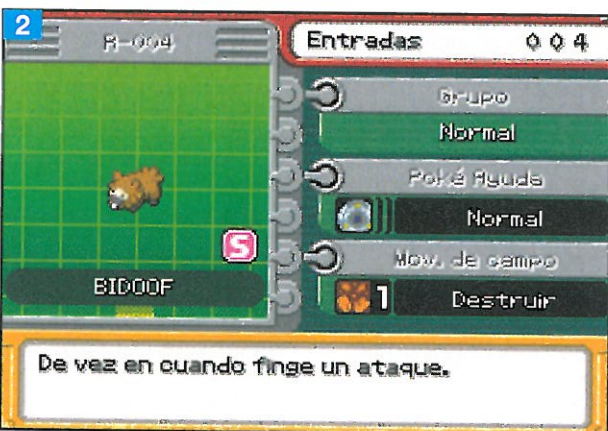 2
R-004
Entradas 004
Grupo
Normal
Poké Ayuda
Normal
Mov. de campo
1 Destruir
S
BIDOOF
De vez en cuando finge un ataque.